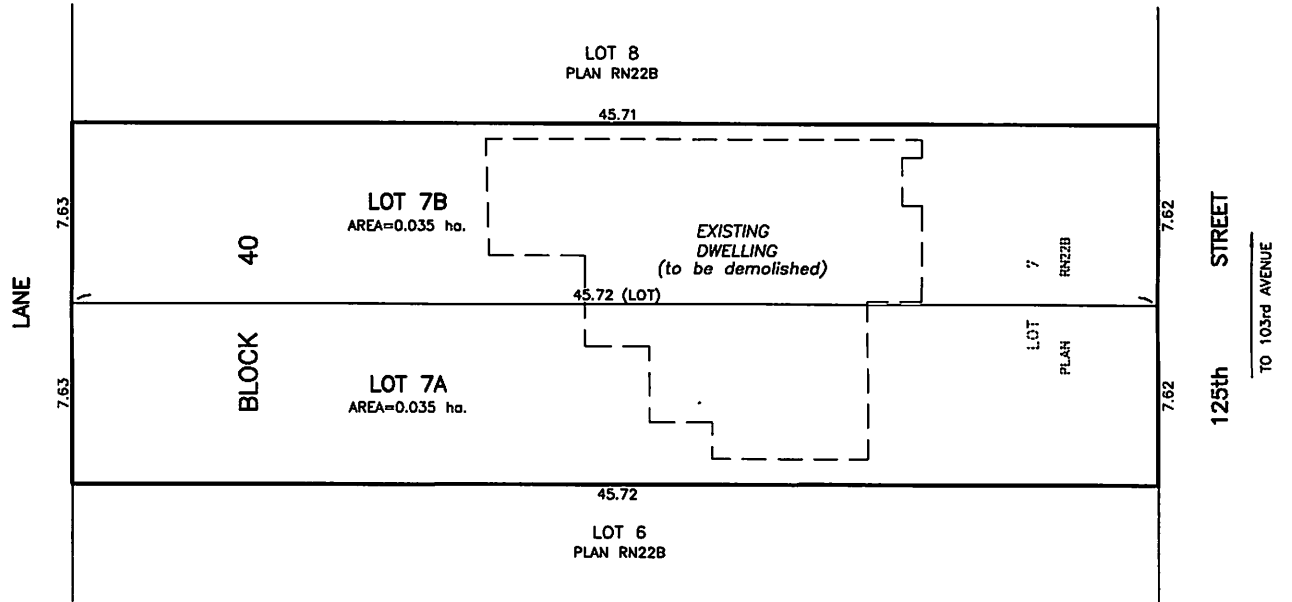 LOT 8
PLAN RN22B
45.71
LOT 7B
AREA=0.035 ha.
7.63
40
EXISTING
DWELLING
(to be demolished)
7
RN22B
7.62
STREET
TO 103rd AVENUE
LANE
45.72 (LOT)
BLOCK
LOT 7A
AREA=0.035 ha.
7.63
LOT
PLAN
7.62
125th
45.72
LOT 6
PLAN RN22B